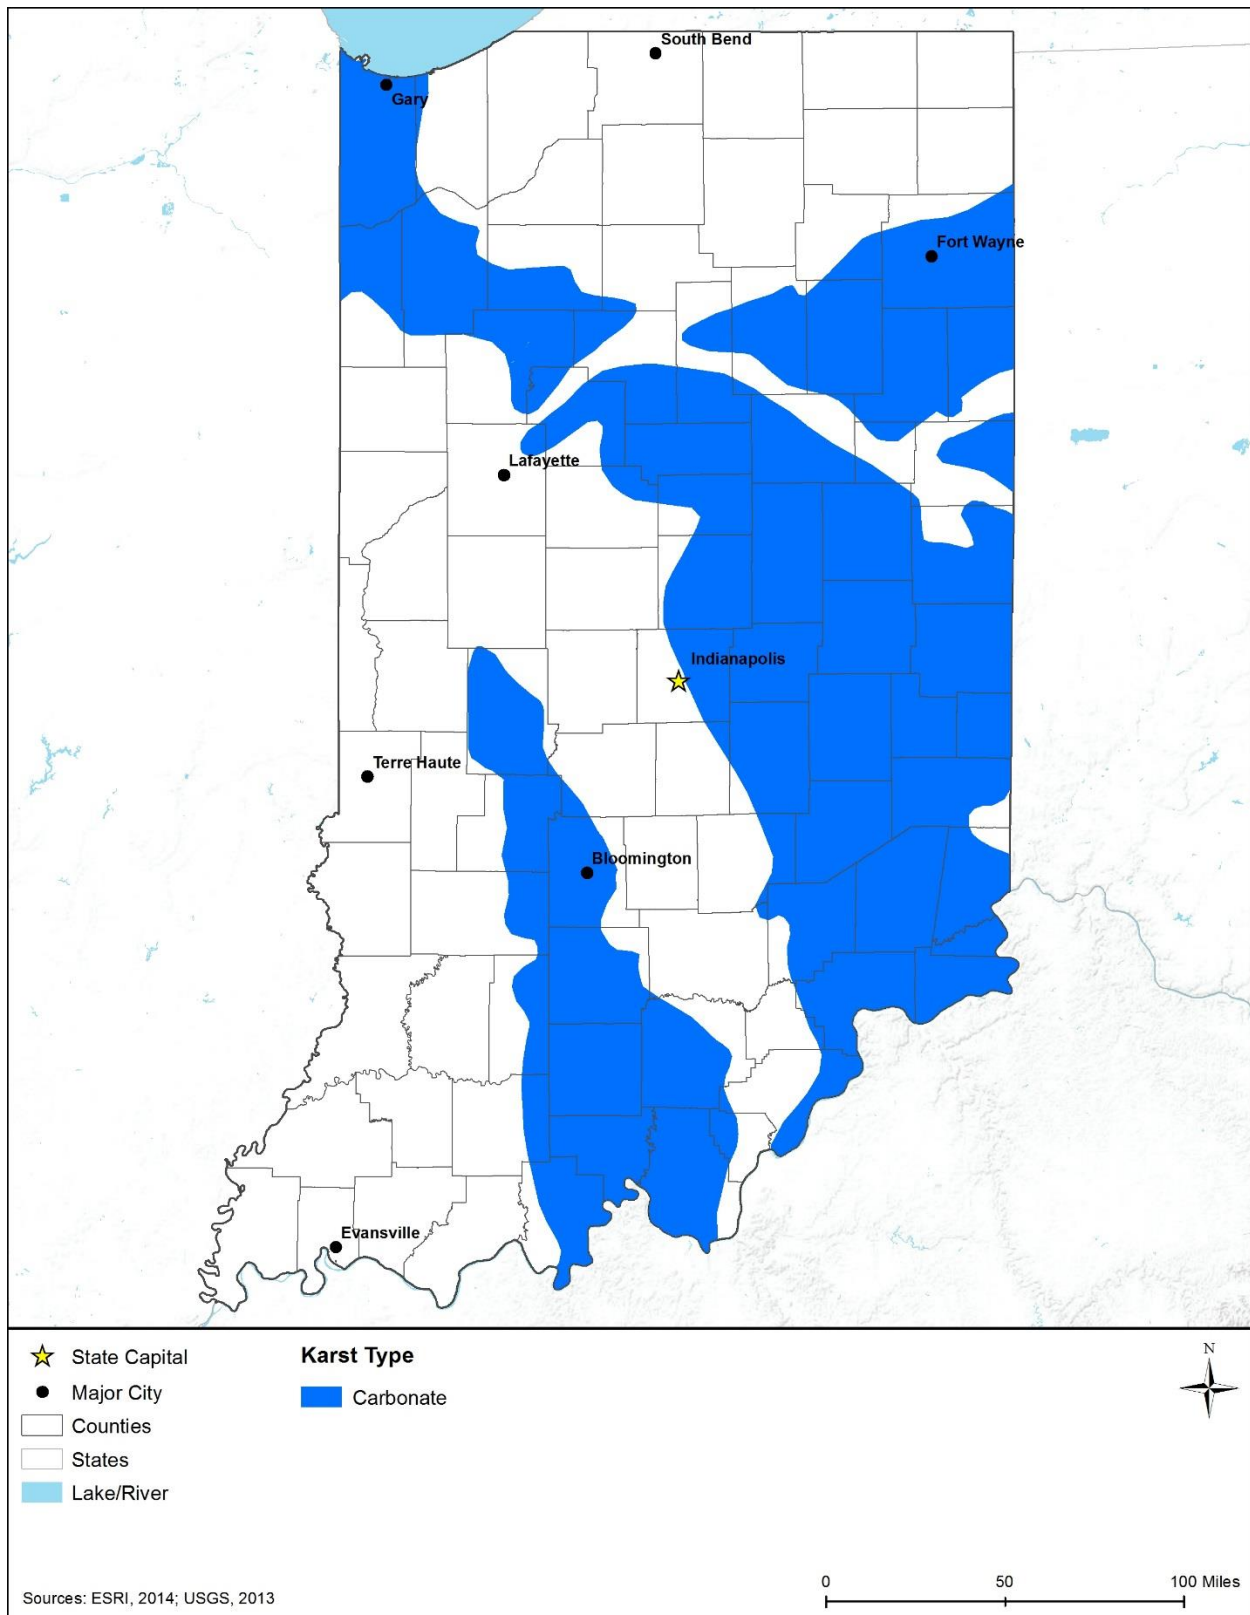 South Bend
Gary
Fort Wayne
Lafayette
Indianapolis
Terre Haute
Bloomington
Evansville
State Capital
Major City
Counties
States
Lake/River
Karst Type
Carbonate
N
Sources: ESRI, 2014; USGS, 2013
0 50 100 Miles